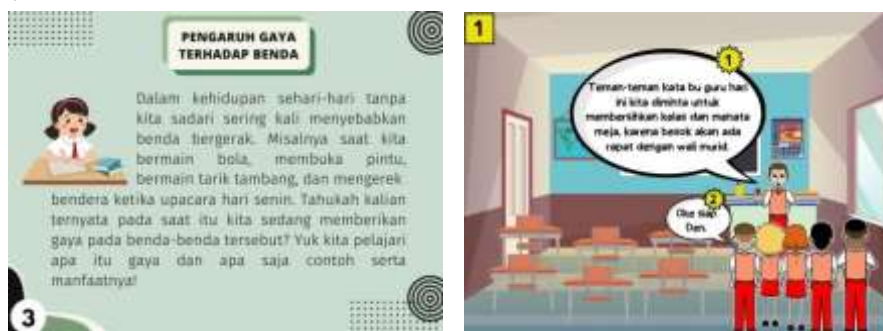 PENGARUH GAYA
TERHADAP BENDA
Dalam kehidupan sehari-hari tanpa
kita sadari sering kali menyebabkan
benda bergerak. Misalnya saat kita
bermain bola, membuka pintu,
bermain tarik tambang, dan mengerek
bendera ketika upacara hari senin. Tahukah kalian
ternyata pada saat itu kita sedang memberikan
gaya pada benda-benda tersebut? Yuk kita pelajari
apa itu gaya dan apa saja contoh serta
manfaatnya!
3
1
1
Teman-teman kata bu guru hari
ini kita diminta untuk
membersihkan kelas dan menata
meja, karena besok akan ada
rapat dengan wali murid.
2
Oke siap
Den.